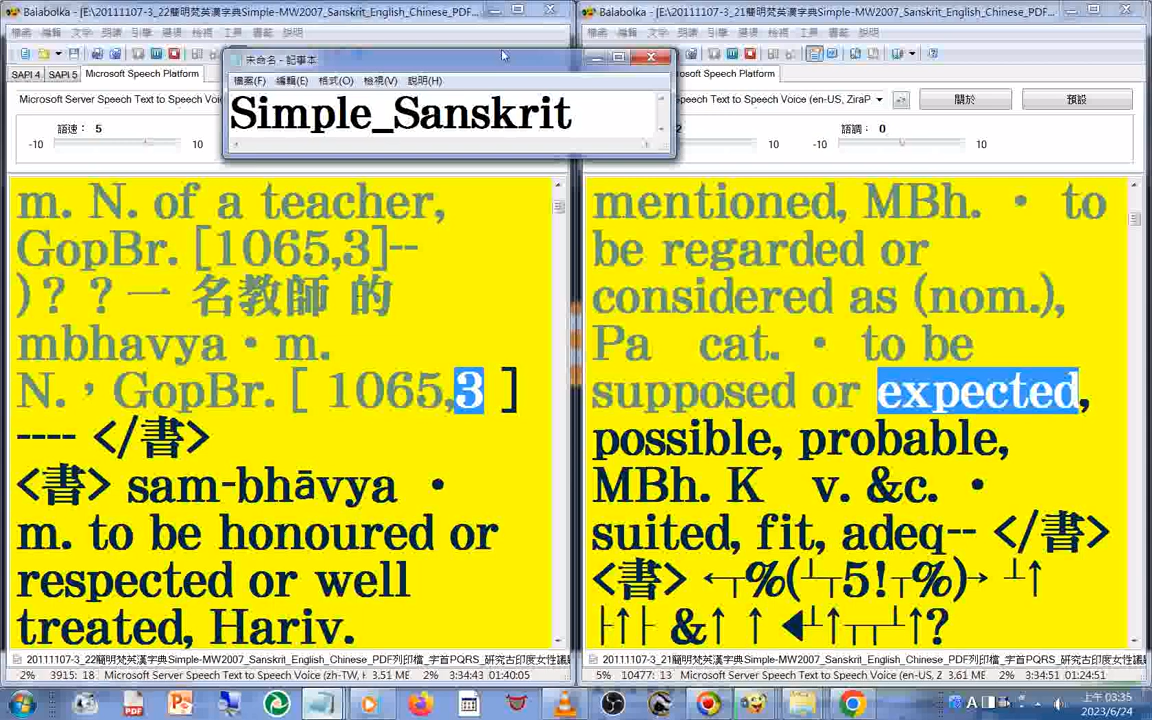 Balabolka - [E:\20111107-3_22簡明梵英漢字典Simple-MW2007_Sanskrit_English_Chinese_PDF...
SAPI 4 SAPI 5 Microsoft Speech Platform
Microsoft Server Speech Text to Speech Voi
語速： 5
-10 10
m. N. of a teacher,
GopBr. [1065,3]--
)？？一 名教師 的
mbhavya • m.
N.，GopBr. [ 1065,3 ]
---- </書>
<書> sam-bhāvya •
m. to be honoured or
respected or well
treated, Hariv.
20111107-3_22簡明梵英漢字典Simple-MW2007_Sanskrit_English_Chinese_PDF列印檔_字首PQRS_研究古印度女性議
2% 3915: 18 Microsoft Server Speech Text to Speech Voice (zh-TW, H 3.51 ME 2% 3:34:43 01:40:05
未命名 - 記事本
檔案(F) 編輯(E) 格式(O) 檢視(V) 說明(H)
Simple_Sanskrit
Balabolka - [E:\20111107-3_21簡明梵英漢字典Simple-MW2007_Sanskrit_English_Chinese_PDF...
Speech Platform
eech Text to Speech Voice (en-US, ZiraP
關於 預設
2 語調： 0
10 -10 10
mentioned, MBh. • to
be regarded or
considered as (nom.),
Pa cat. • to be
supposed or expected,
possible, probable,
MBh. K v. &c. •
suited, fit, adeq-- </書>
20111107-3_21簡明梵英漢字典Simple-MW2007_Sanskrit_English_Chinese_PDF列印檔_字首PQRS_研究古印度女性議
5% 10477: 13 Microsoft Server Speech Text to Speech Voice (en-US, Z 3.61 ME 2% 3:34:51 01:24:51
上午 03:35
2023/6/24